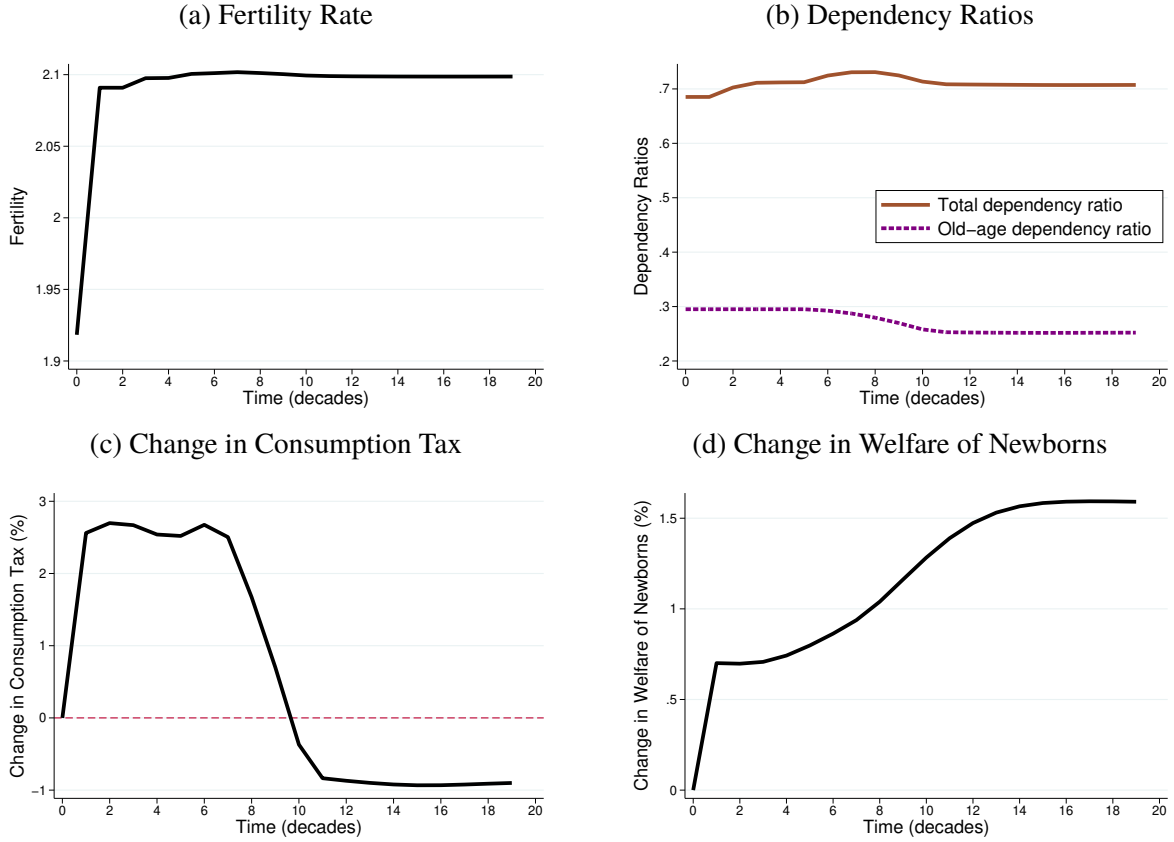 (a) Fertility Rate
2.1
2.05
2
1.95
1.9
Fertility
0 2 4 6 8 10 12 14 16 18 20
Time (decades)
(b) Dependency Ratios
.7
.6
.5
.4
.3
.2
Dependency Ratios
Total dependency ratio
Old−age dependency ratio
0 2 4 6 8 10 12 14 16 18 20
Time (decades)
(c) Change in Consumption Tax
3
2
1
0
−1
Change in Consumption Tax (%)
0 2 4 6 8 10 12 14 16 18 20
Time (decades)
(d) Change in Welfare of Newborns
1.5
1
.5
0
Change in Welfare of Newborns (%)
0 2 4 6 8 10 12 14 16 18 20
Time (decades)